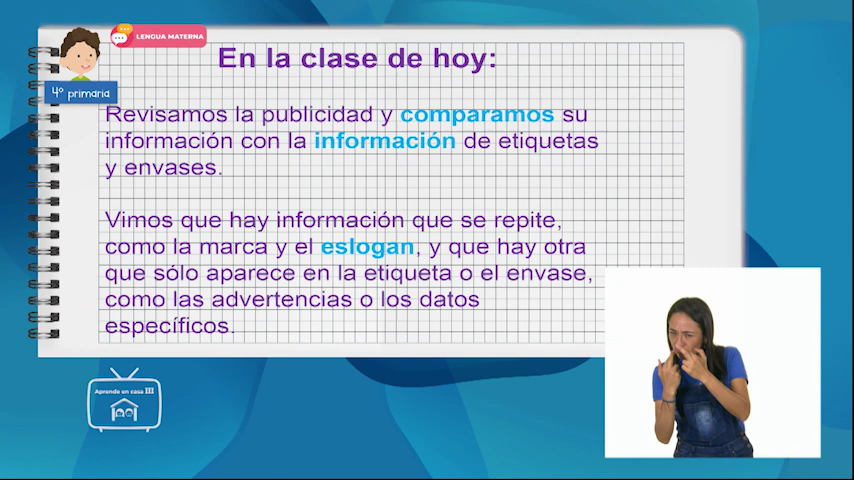 LENGUA MATERNA
En la clase de hoy:
4º primaria
Revisamos la publicidad y comparamos su
información con la información de etiquetas
y envases.
Vimos que hay información que se repite,
como la marca y el eslogan, y que hay otra
que sólo aparece en la etiqueta o el envase,
como las advertencias o los datos
específicos.
Aprende en casa III